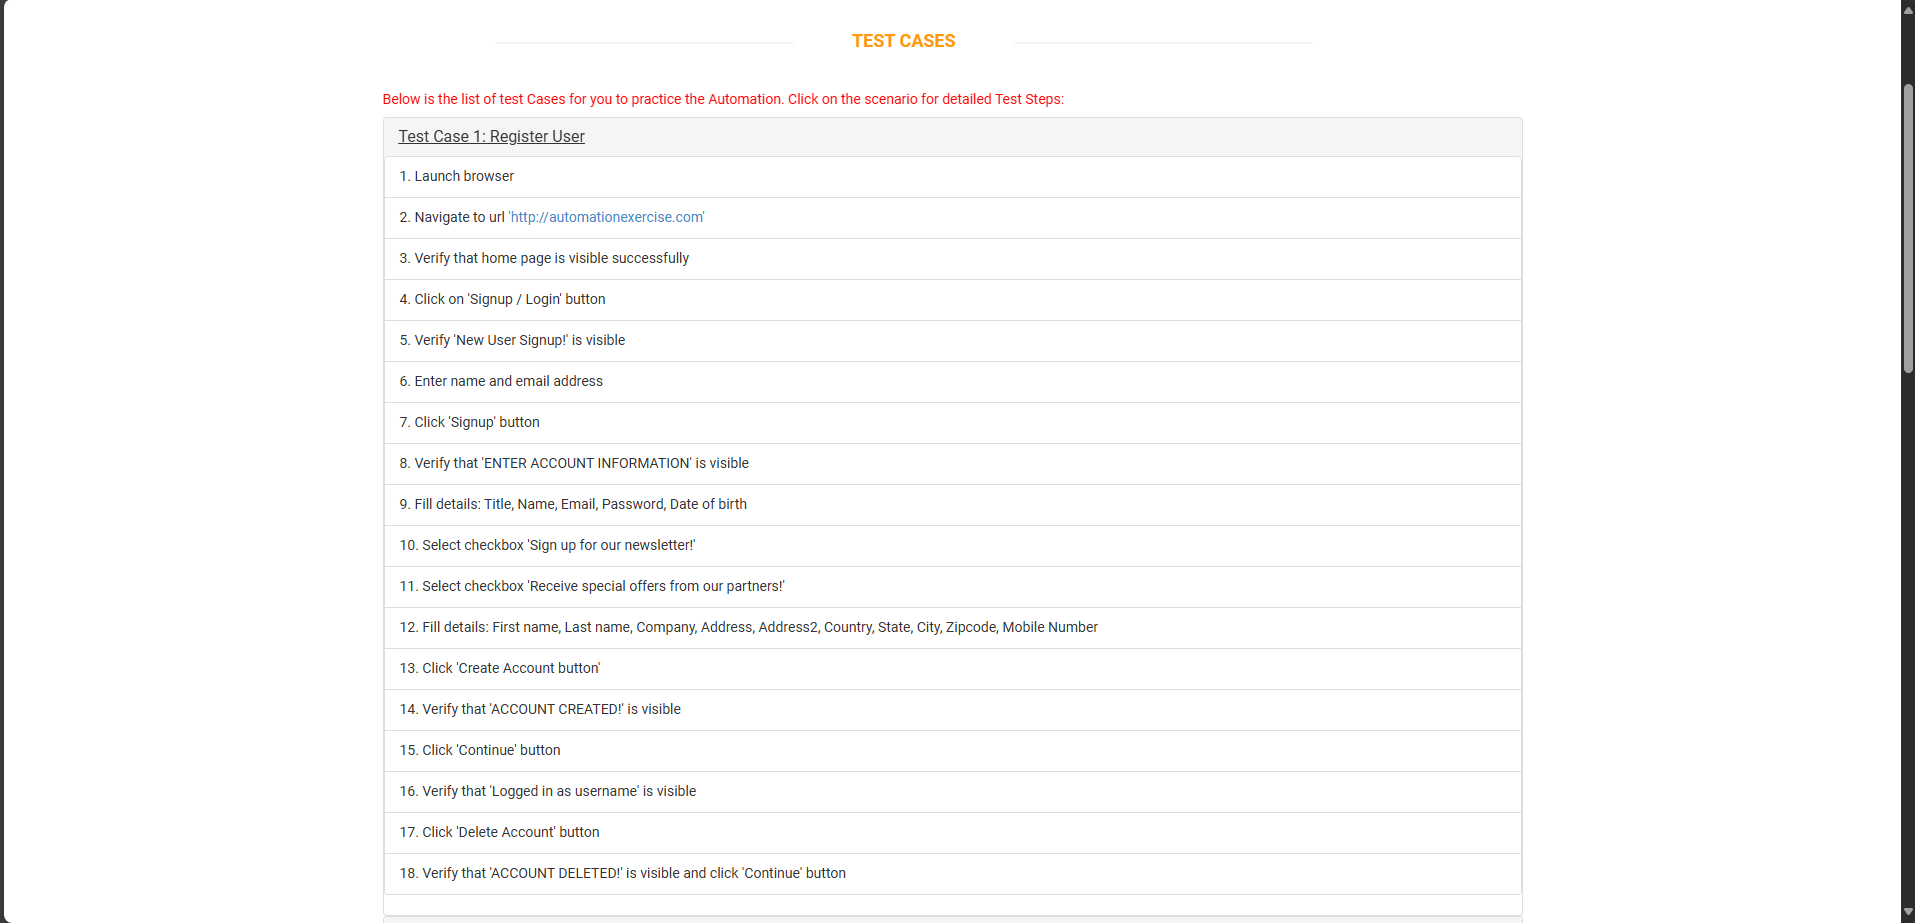 TEST CASES
Below is the list of test Cases for you to practice the Automation. Click on the scenario for detailed Test Steps:
Test Case 1: Register User
1. Launch browser
2. Navigate to url 'http://automationexercise.com'
3. Verify that home page is visible successfully
4. Click on 'Signup / Login' button
5. Verify 'New User Signup!' is visible
6. Enter name and email address
7. Click 'Signup' button
8. Verify that 'ENTER ACCOUNT INFORMATION' is visible
9. Fill details: Title, Name, Email, Password, Date of birth
10. Select checkbox 'Sign up for our newsletter!'
11. Select checkbox 'Receive special offers from our partners!'
12. Fill details: First name, Last name, Company, Address, Address2, Country, State, City, Zipcode, Mobile Number
13. Click 'Create Account button'
14. Verify that 'ACCOUNT CREATED!' is visible
15. Click 'Continue' button
16. Verify that 'Logged in as username' is visible
17. Click 'Delete Account' button
18. Verify that 'ACCOUNT DELETED!' is visible and click 'Continue' button